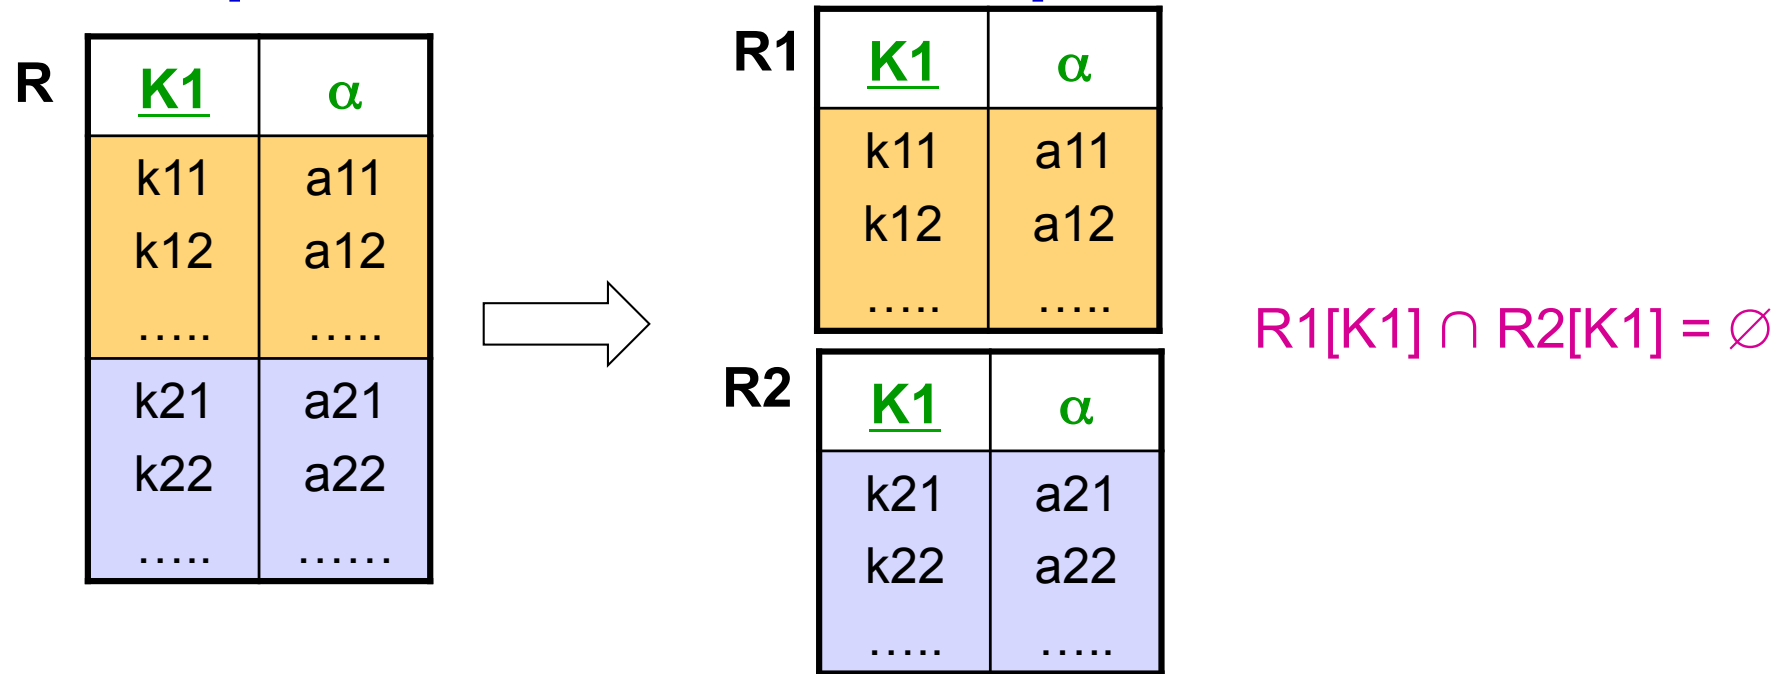 R
K1 α
k11 a11
k12 a12
….. …..
k21 a21
k22 a22
….. ……
R1
K1 α
k11 a11
k12 a12
….. …..
R2
K1 α
k21 a21
k22 a22
….. …..
R1[K1] ∩ R2[K1] = ∅